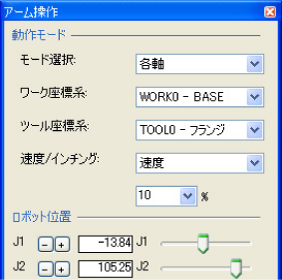 アーム操作
動作モード
モード選択: 各軸
ワーク座標系: WORK0 - BASE
ツール座標系: TOOL0 - フランジ
速度/インチング: 速度
10 %
ロボット位置
J1 - + -13.84 J1
J2 - + 105.25 J2